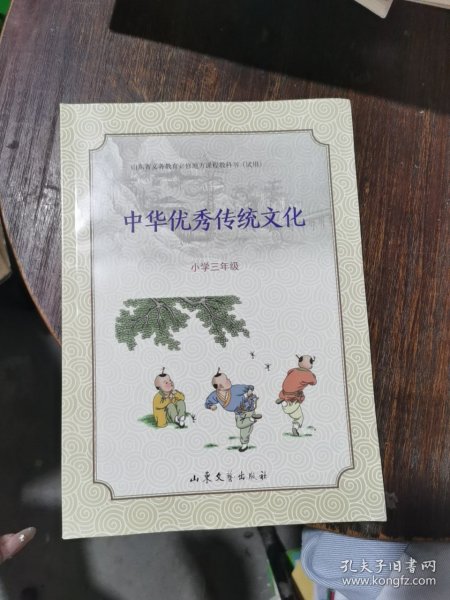 山东省义务教育必修地方课程教科书(试用)
中华优秀传统文化
小学三年级
山东文艺出版社
孔夫子旧书网
www.kongfz.com